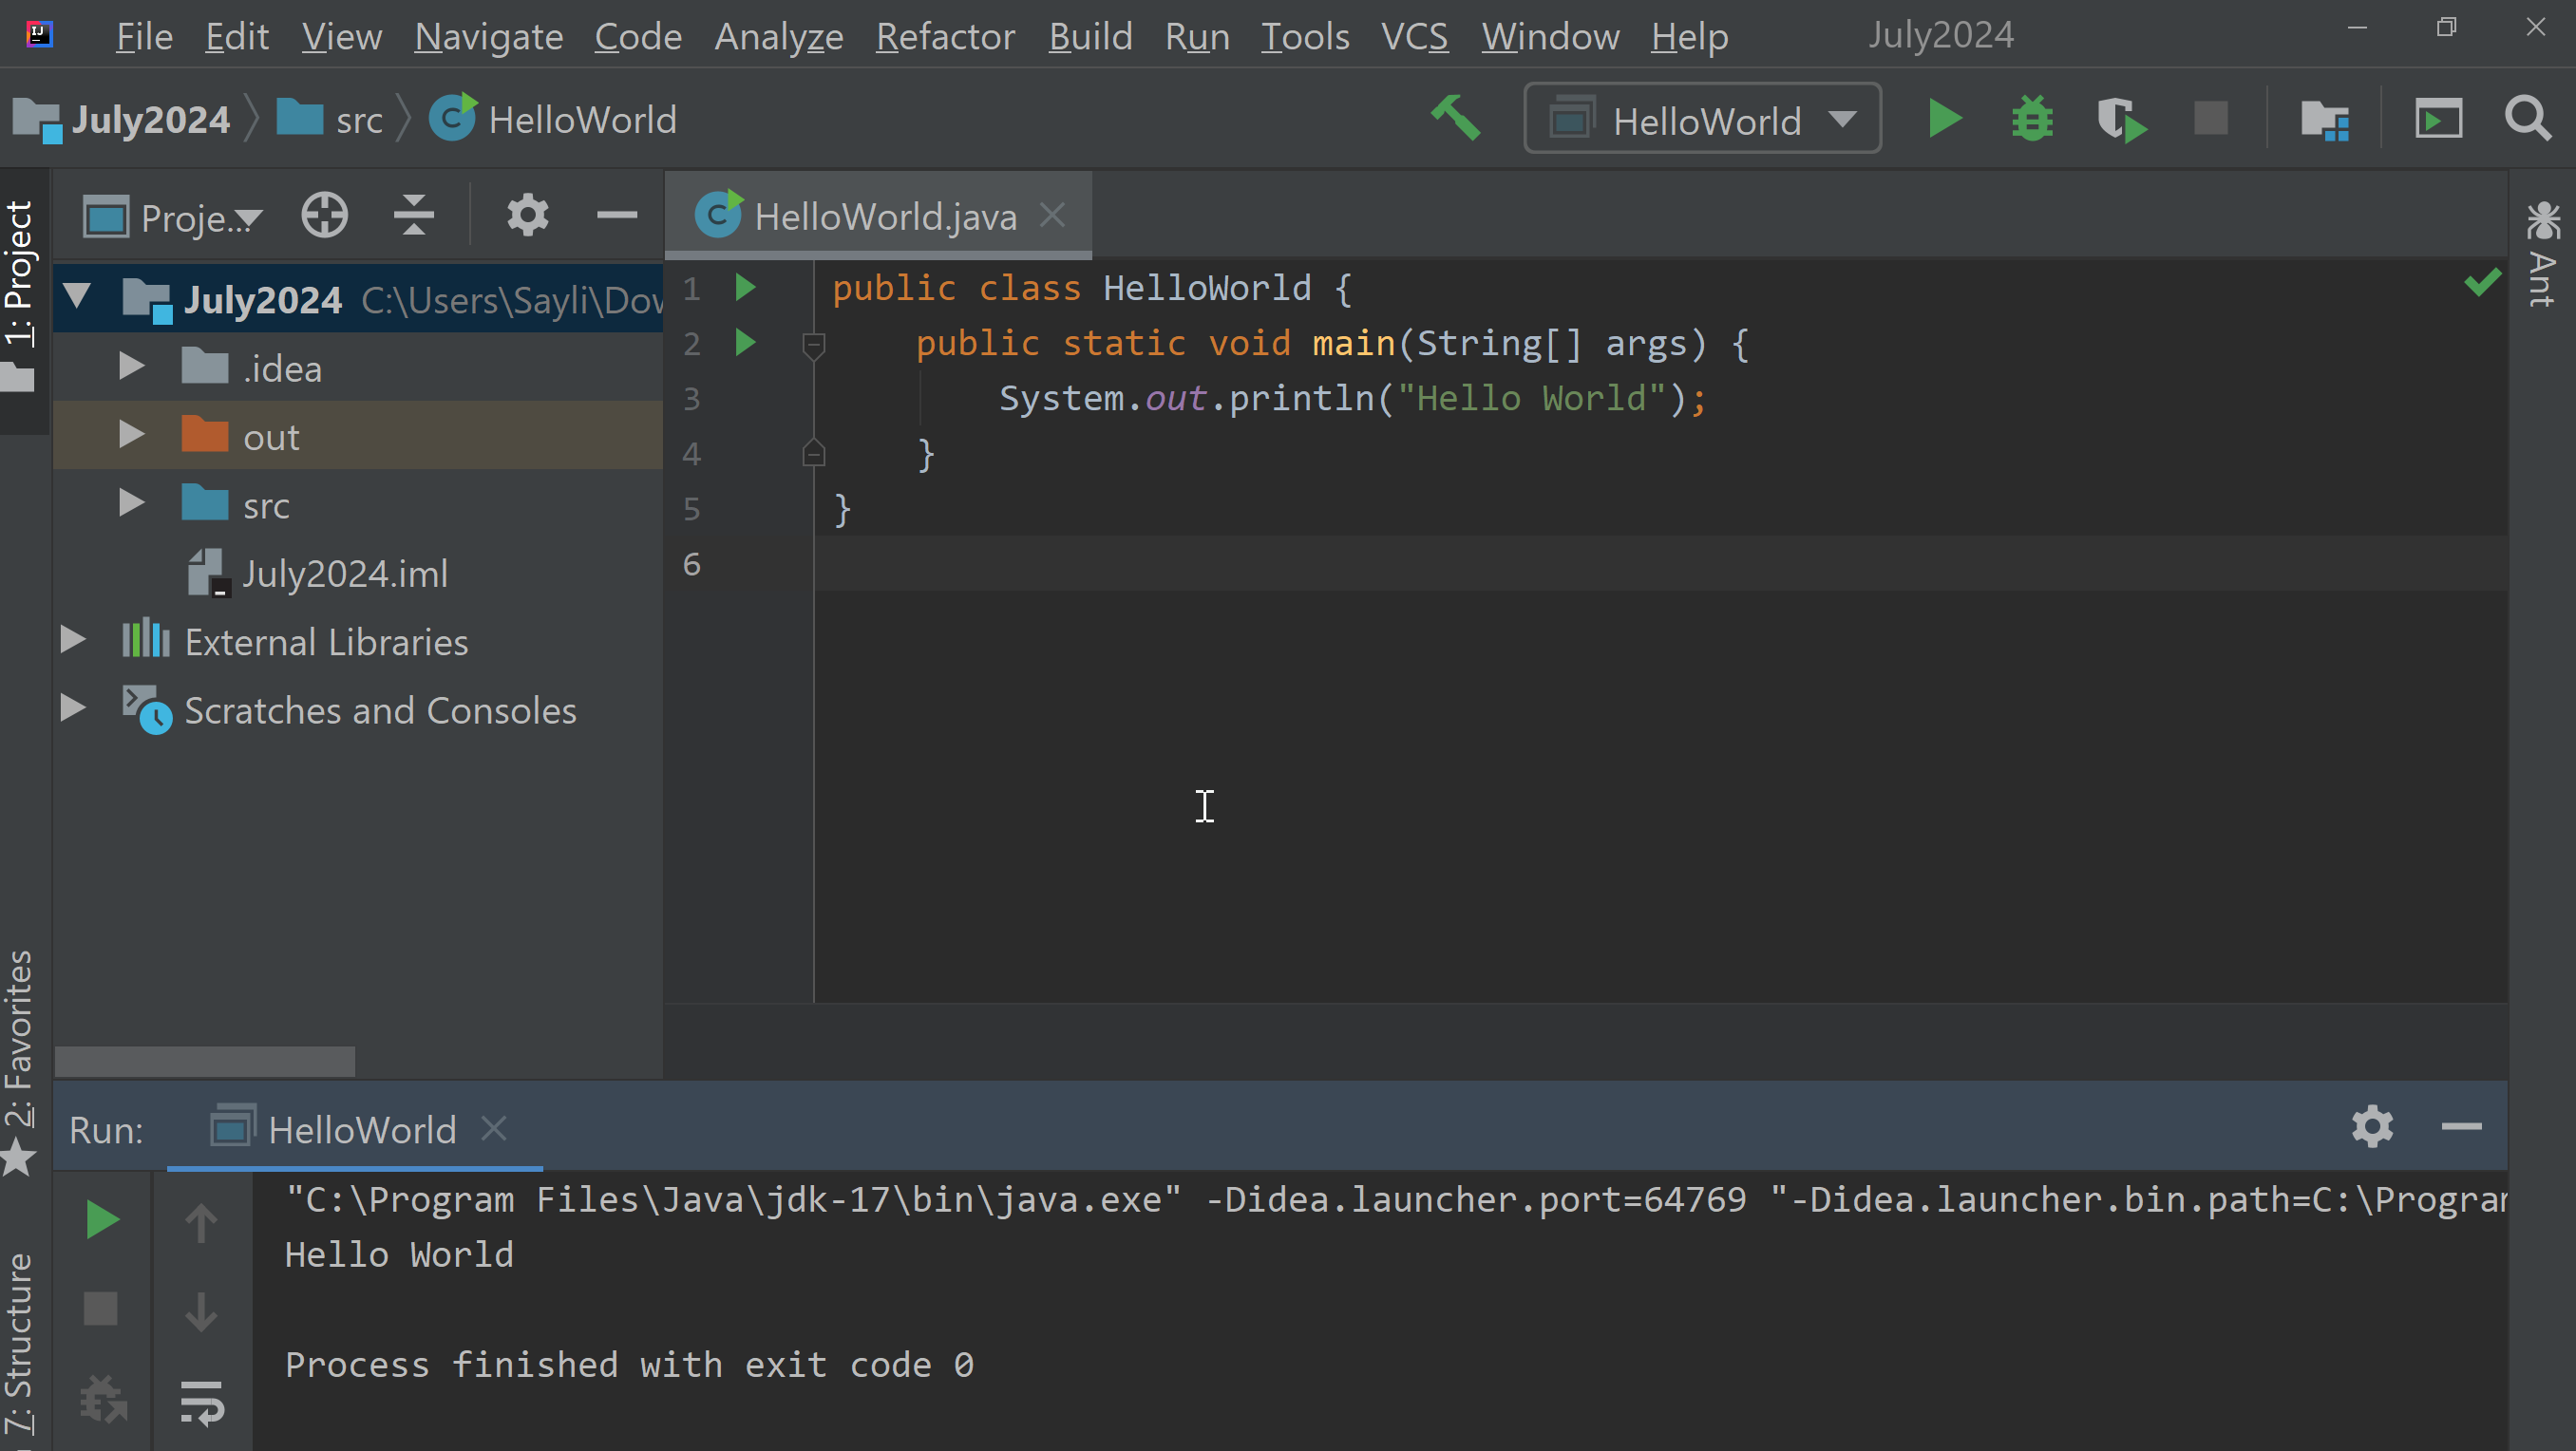 File Edit View Navigate Code Analyze Refactor Build Run Tools VCS Window Help July2024
July2024 src HelloWorld HelloWorld
1: Project
Proje...
HelloWorld.java
Ant
July2024 C:\Users\Sayli\Dow
.idea
out
src
July2024.iml
External Libraries
Scratches and Consoles
1 public class HelloWorld {
2 public static void main(String[] args) {
3 System.out.println("Hello World");
4 }
5 }
6
2: Favorites
7: Structure
Run: HelloWorld
"C:\Program Files\Java\jdk-17\bin\java.exe" -Didea.launcher.port=64769 "-Didea.launcher.bin.path=C:\Program
Hello World
Process finished with exit code 0